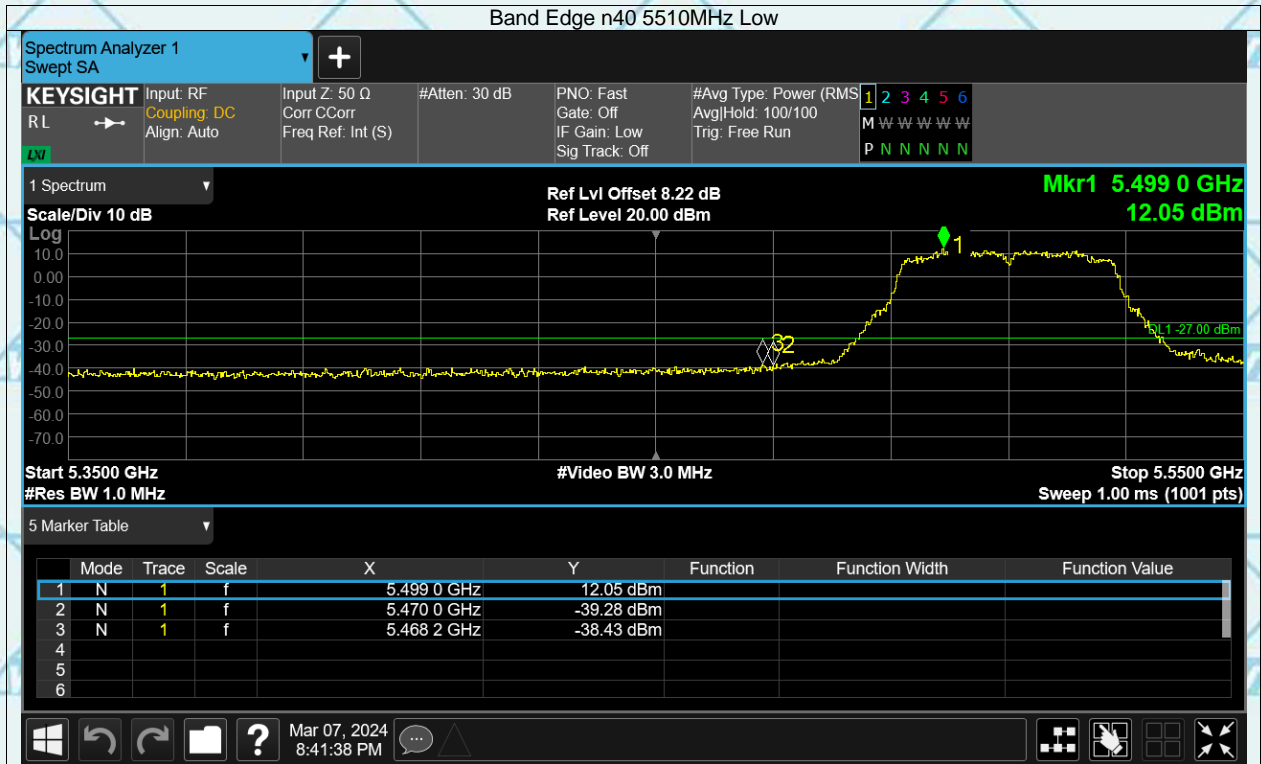 Band Edge n40 5510MHz Low
Spectrum Analyzer 1
Swept SA
+
KEYSIGHT
R L
LXI
Input: RF
Coupling: DC
Align: Auto
Input Z: 50 Ω
Corr CCorr
Freq Ref: Int (S)
#Atten: 30 dB
PNO: Fast
Gate: Off
IF Gain: Low
Sig Track: Off
#Avg Type: Power (RMS
Avg|Hold: 100/100
Trig: Free Run
1 2 3 4 5 6
M W W W W W
P N N N N N
1 Spectrum
Scale/Div 10 dB
Ref Lvl Offset 8.22 dB
Ref Level 20.00 dBm
Mkr1 5.499 0 GHz
12.05 dBm
Log
10.0
0.00
-10.0
-20.0
-30.0
-40.0
-50.0
-60.0
-70.0
1
32
DL1 -27.00 dBm
Start 5.3500 GHz
#Video BW 3.0 MHz
Stop 5.5500 GHz
#Res BW 1.0 MHz
Sweep 1.00 ms (1001 pts)
5 Marker Table
Mode Trace Scale X Y Function Function Width Function Value
1 N 1 f 5.499 0 GHz 12.05 dBm
2 N 1 f 5.470 0 GHz -39.28 dBm
3 N 1 f 5.468 2 GHz -38.43 dBm
4
5
6
?
Mar 07, 2024
8:41:38 PM